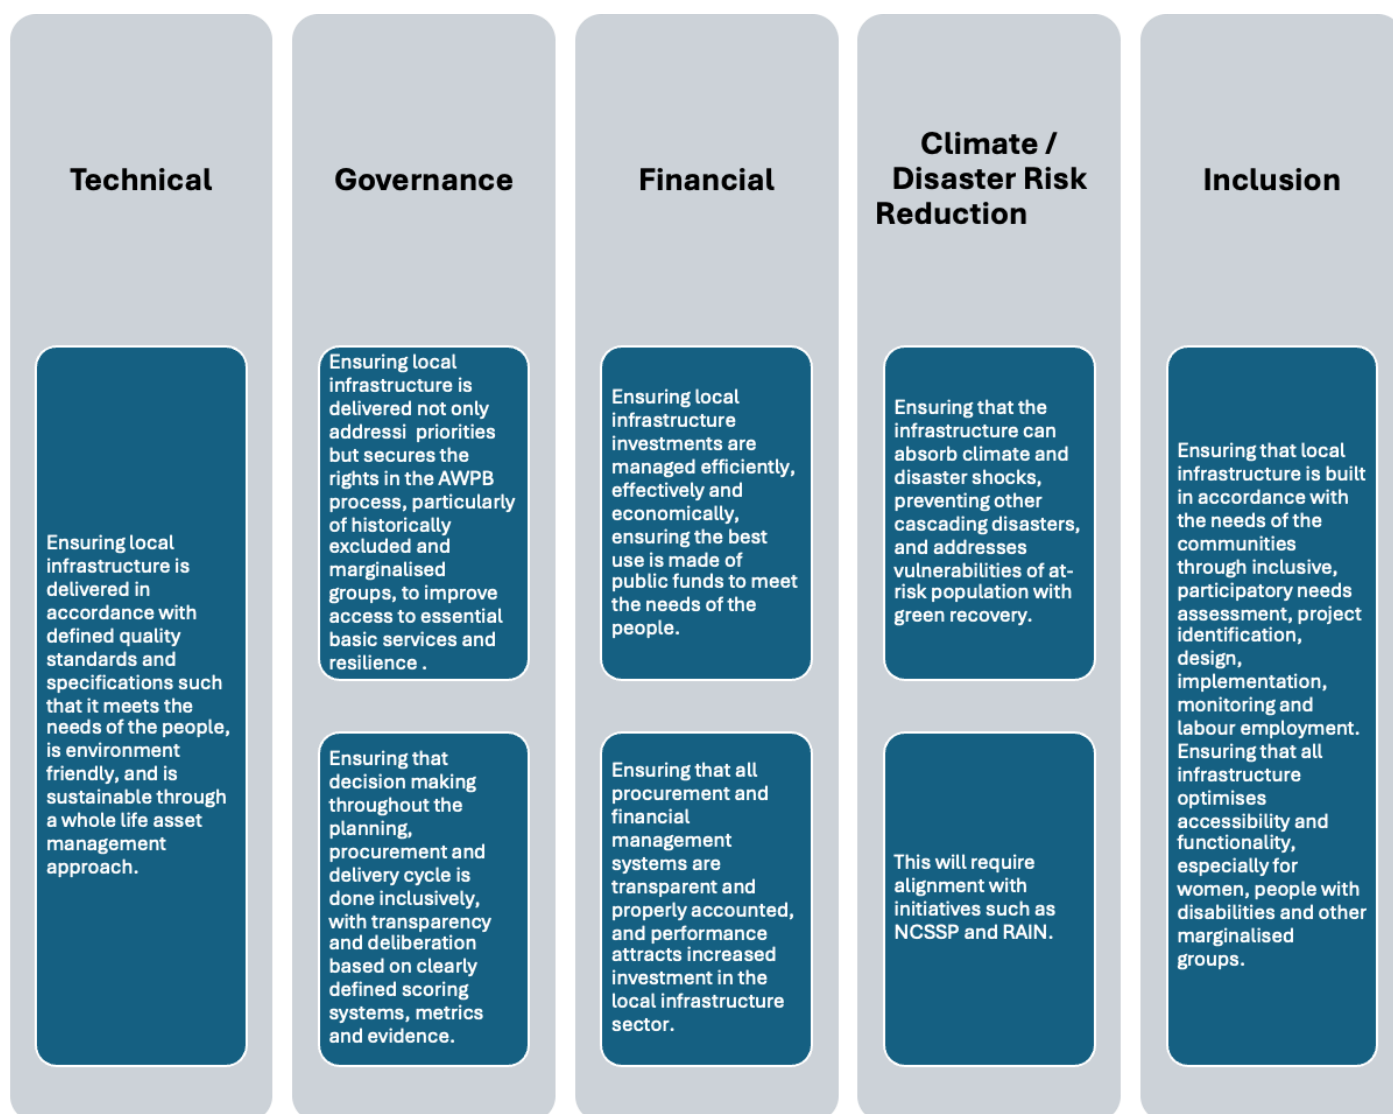 Technical
Ensuring local
infrastructure is
delivered in
accordance with
defined quality
standards and
specifications such
that it meets the
needs of the people,
is environment
friendly, and is
sustainable through
a whole life asset
management
approach.
Governance
Ensuring local
infrastructure is
delivered not only
addressi  priorities
but secures the
rights in the AWPB
process, particularly
of historically
excluded and
marginalised
groups, to improve
access to essential
basic services and
resilience .
Ensuring that
decision making
throughout the
planning,
procurement and
delivery cycle is
done inclusively,
with transparency
and deliberation
based on clearly
defined scoring
systems, metrics
and evidence.
Financial
Ensuring local
infrastructure
investments are
managed efficiently,
effectively and
economically,
ensuring the best
use is made of
public funds to meet
the needs of the
people.
Ensuring that all
procurement and
financial
management
systems are
transparent and
properly accounted,
and performance
attracts increased
investment in the
local infrastructure
sector.
Climate /
Disaster Risk
Reduction
Ensuring that the
infrastructure can
absorb climate and
disaster shocks,
preventing other
cascading disasters,
and addresses
vulnerabilities of at-
risk population with
green recovery.
This will require
alignment with
initiatives such as
NCSSP and RAIN.
Inclusion
Ensuring that local
infrastructure is built
in accordance with
the needs of the
communities
through inclusive,
participatory needs
assessment, project
identification,
design,
implementation,
monitoring and
labour employment.
Ensuring that all
infrastructure
optimises
accessibility and
functionality,
especially for
women, people with
disabilities and other
marginalised
groups.